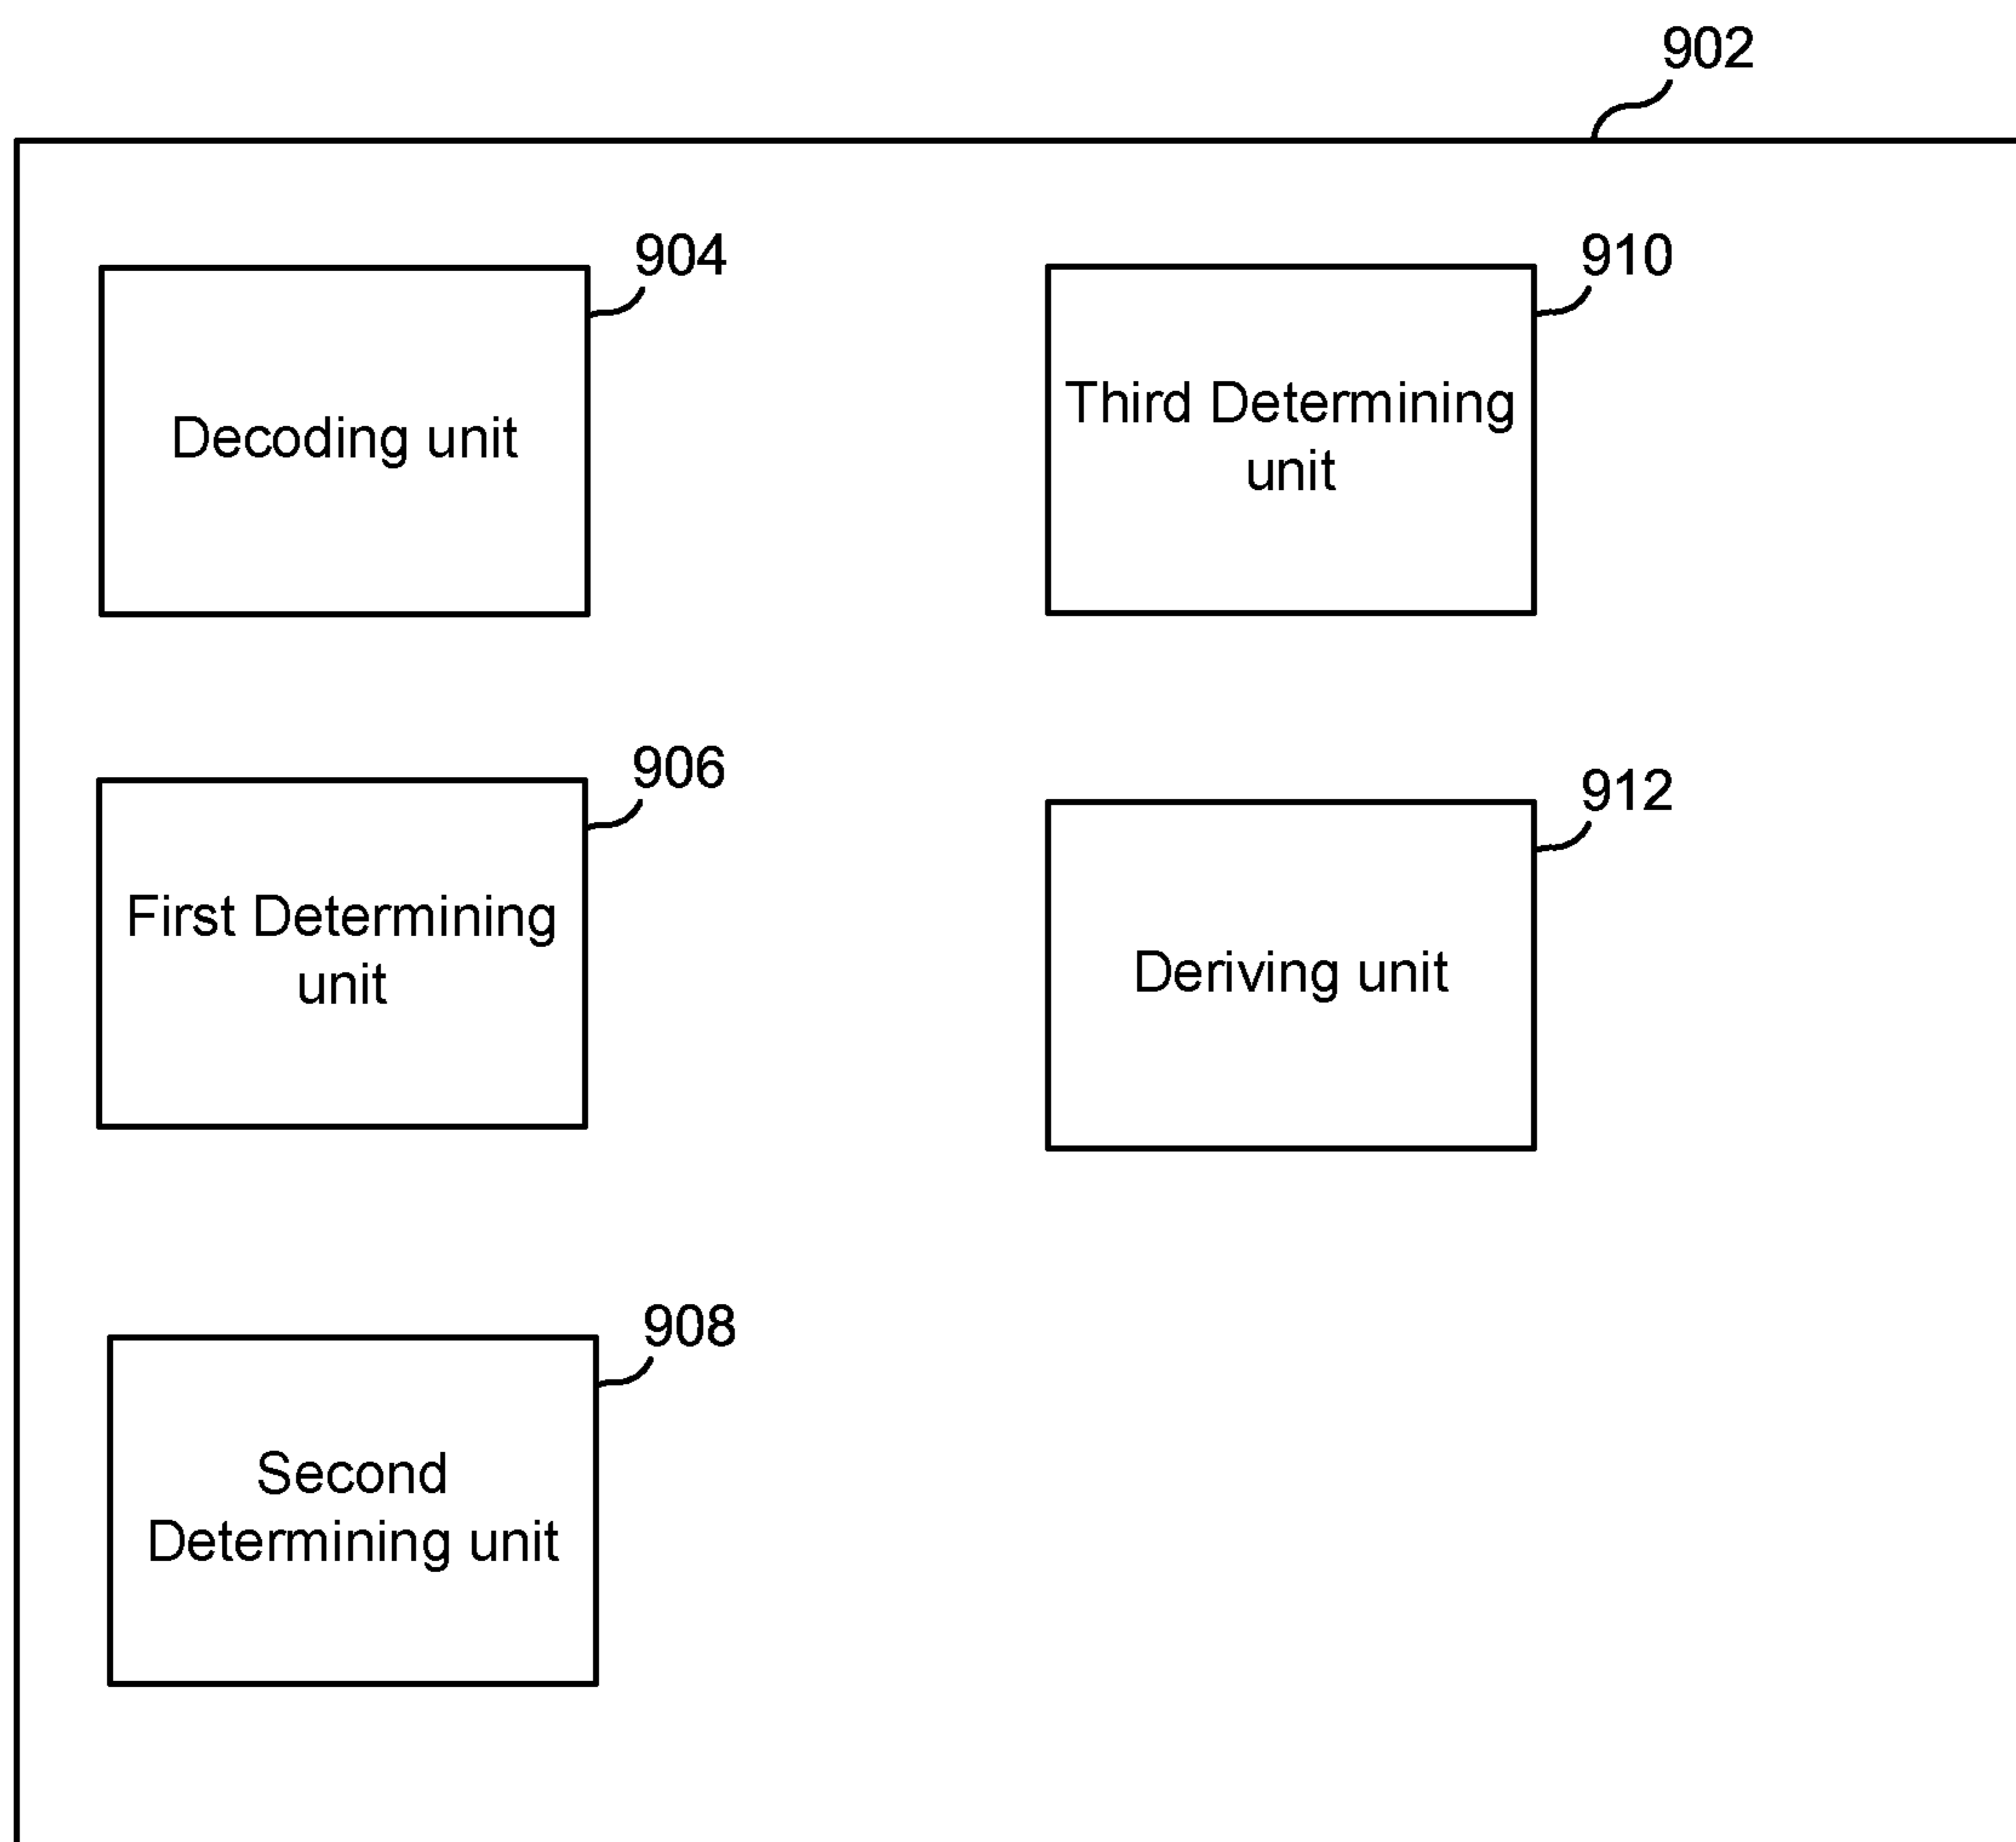 902
904
Decoding unit
910
Third Determining
unit
906
First Determining
unit
912
Deriving unit
908
Second
Determining unit